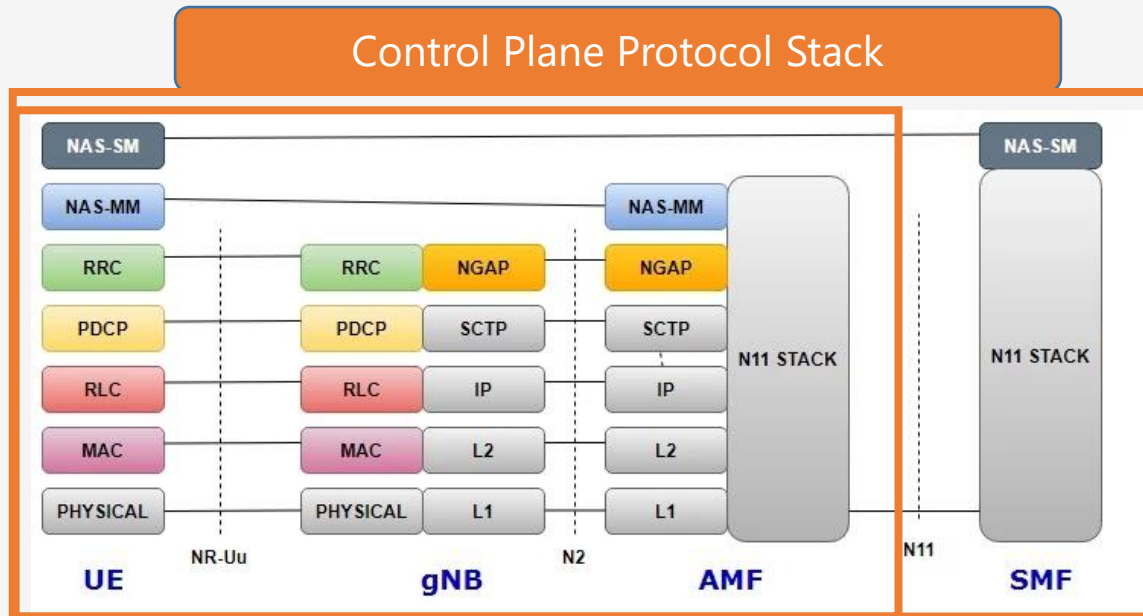 Control Plane Protocol Stack
NAS-SM NAS-SM
NAS-MM NAS-MM
RRC RRC NGAP NGAP
PDCP PDCP SCTP SCTP
N11 STACK N11 STACK
RLC RLC IP IP
MAC MAC L2 L2
PHYSICAL PHYSICAL L1 L1
NR-Uu N2 N11
UE gNB AMF SMF